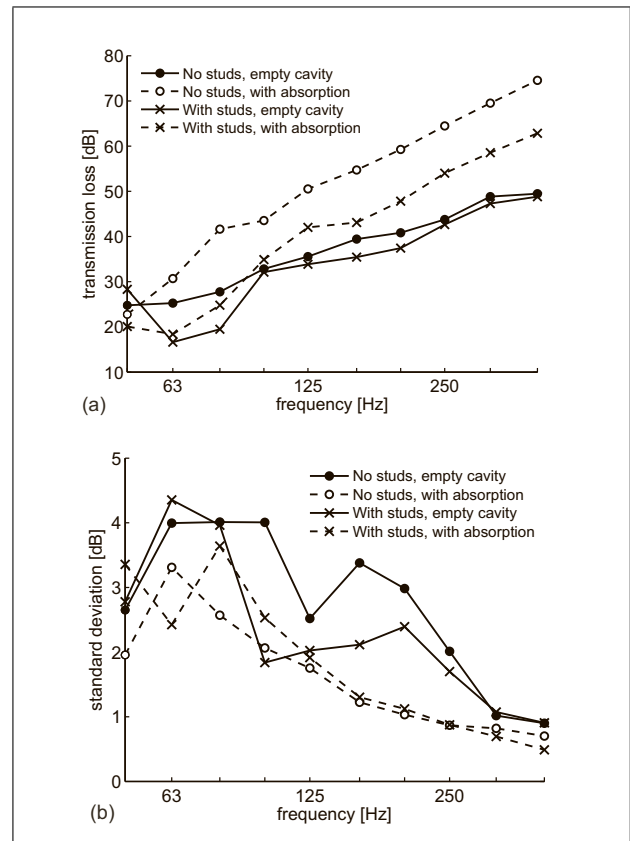 (a)
80
70
60
50
40
30
20
10
transmission loss [dB]
No studs, empty cavity
No studs, with absorption
With studs, empty cavity
With studs, with absorption
63
125
250
frequency [Hz]
5
4
3
2
1
0
standard deviation [dB]
No studs, empty cavity
No studs, with absorption
With studs, empty cavity
With studs, with absorption
63
125
250
frequency [Hz]
(a)
(b)